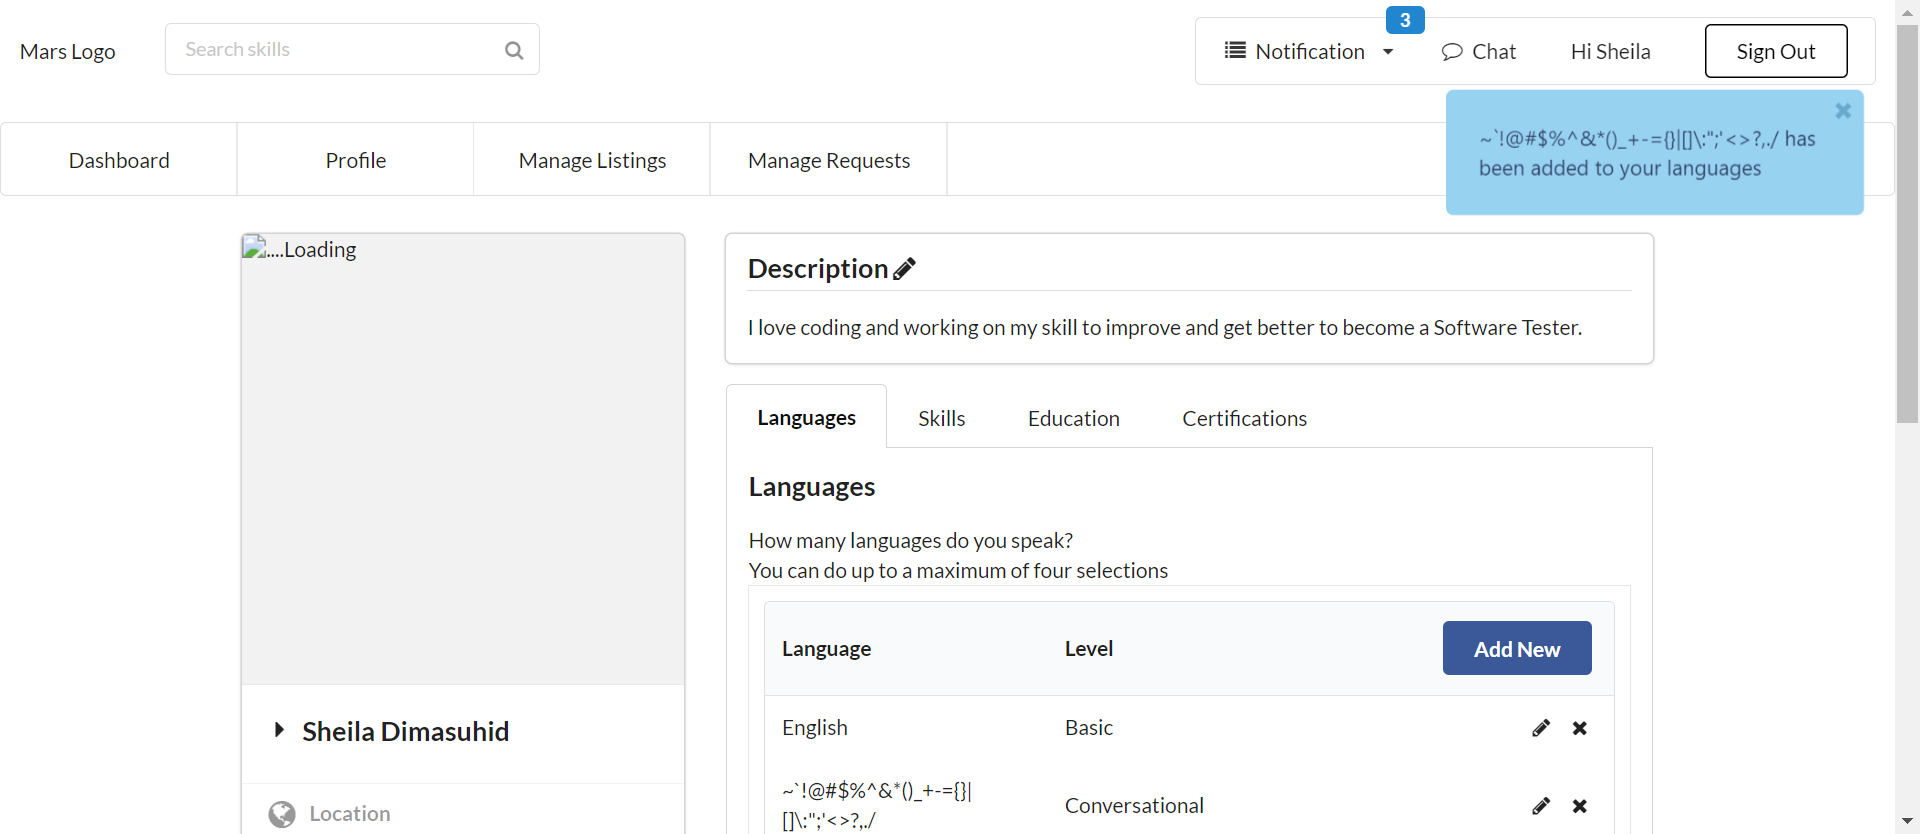 Mars Logo
Search skills
Notification
3
Chat
Hi Sheila
Sign Out
~`!@#$%^&*()_+-={}|[]\:";'<>?,./ has
been added to your languages
Dashboard
Profile
Manage Listings
Manage Requests
....Loading
Sheila Dimasuhid
Location
Description
I love coding and working on my skill to improve and get better to become a Software Tester.
Languages
Skills
Education
Certifications
Languages
How many languages do you speak?
You can do up to a maximum of four selections
Language
Level
Add New
English
Basic
~`!@#$%^&*()_+-={}|
[]\:";'<>?,./
Conversational